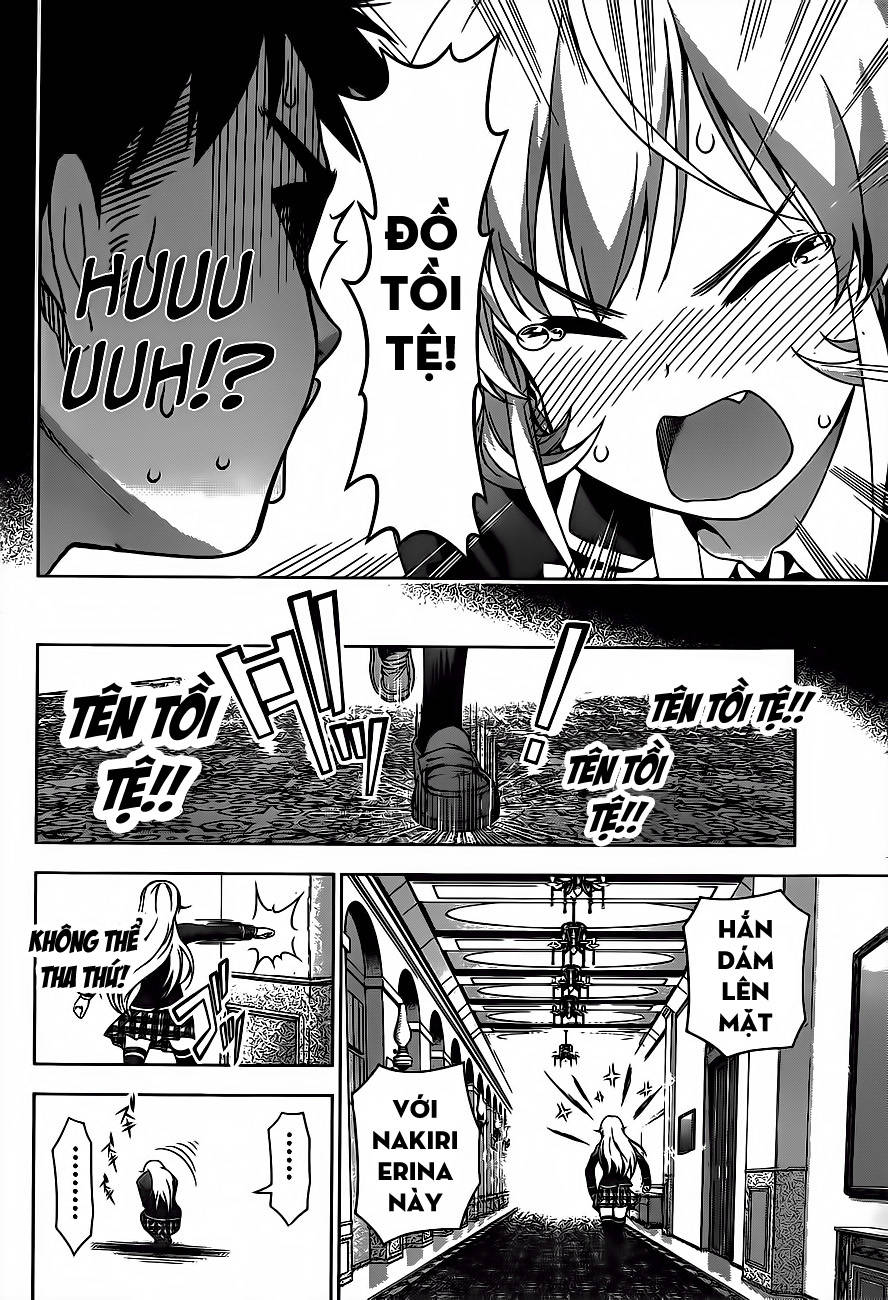 ĐỒ
TỒI
TỆ!
HUUU
UUH!?
TÊN TỒI TỆ!!
TÊN TỒI
TỆ!!
TÊN TỒI
TỆ!!
HẮN
DÁM
LÊN
MẶT
VỚI
NAKIRI
ERINA
NÀY
KHÔNG THỂ
THA THỨ!
........
........